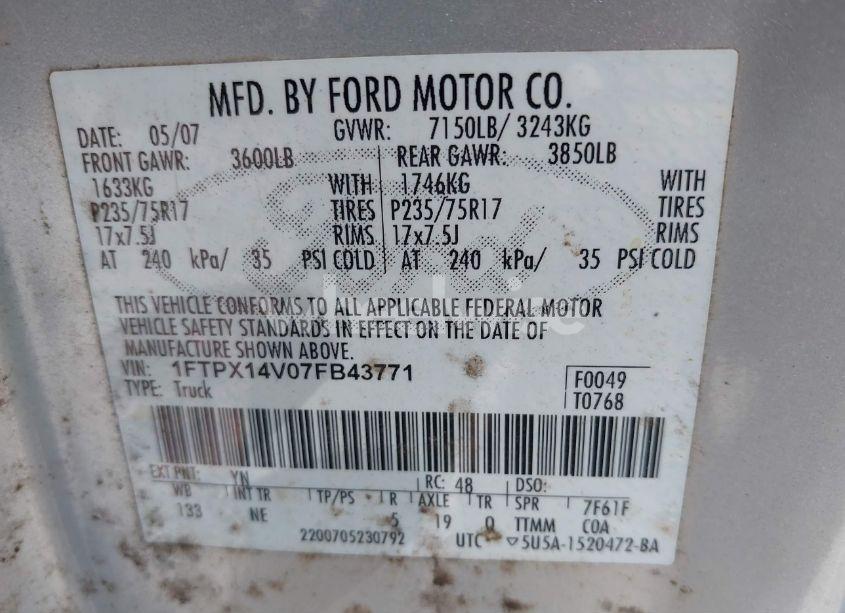 MFD. BY FORD MOTOR CO.
DATE: 05/07 GVWR: 7150LB/ 3243KG
FRONT GAWR: 3600LB REAR GAWR: 3850LB
1633KG WITH 1746KG WITH
P235/75R17 TIRES P235/75R17 TIRES
17x7.5J RIMS 17x7.5J RIMS
AT 240 kPa/ 35 PSI COLD AT 240 kPa/ 35 PSI COLD
THIS VEHICLE CONFORMS TO ALL APPLICABLE FEDERAL MOTOR
VEHICLE SAFETY STANDARDS IN EFFECT ON THE DATE OF
MANUFACTURE SHOWN ABOVE.
VIN: 1FTPX14V07FB43771
TYPE: Truck
F0049
T0768
EXT PNT: YN RC: 48 DSO:
WB INT TR TP/PS R AXLE TR SPR 7F61F
133 NE 5 19 Q TTMM COA
2200705230792 UTC 5U5A-1520472-BA